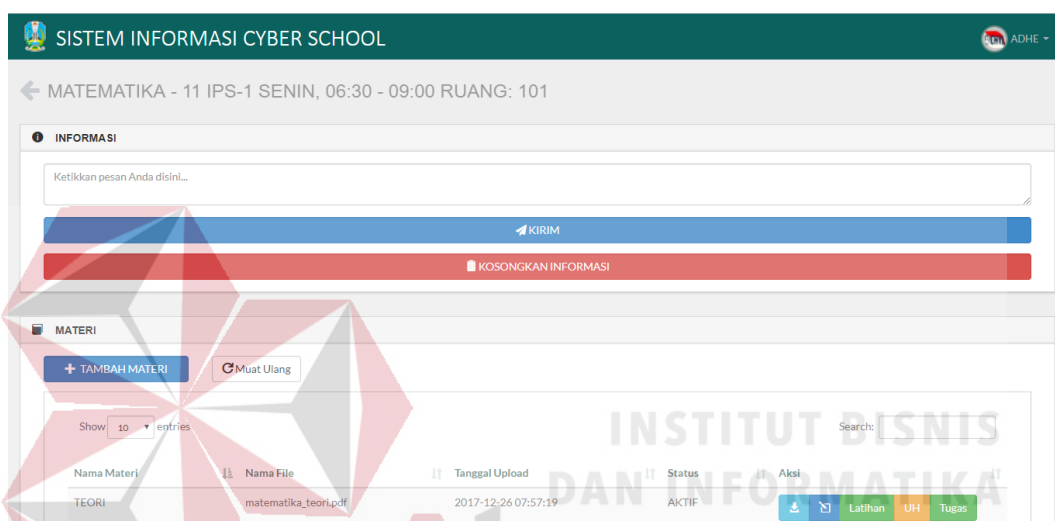 SISTEM INFORMASI CYBER SCHOOL
ADHE
MATEMATIKA - 11 IPS-1 SENIN, 06:30 - 09:00 RUANG: 101
INFORMASI
Ketikkan pesan Anda disini...
KIRIM
KOSONGKAN INFORMASI
MATERI
+ TAMBAH MATERI Muat Ulang
INSTITUT BISNIS
Show 10 entries Search:
DAN INFORMATIKA
Nama Materi Nama File Tanggal Upload Status Aksi
TEORI matematika_teori.pdf 2017-12-26 07:57:19 AKTIF Latihan UH Tugas